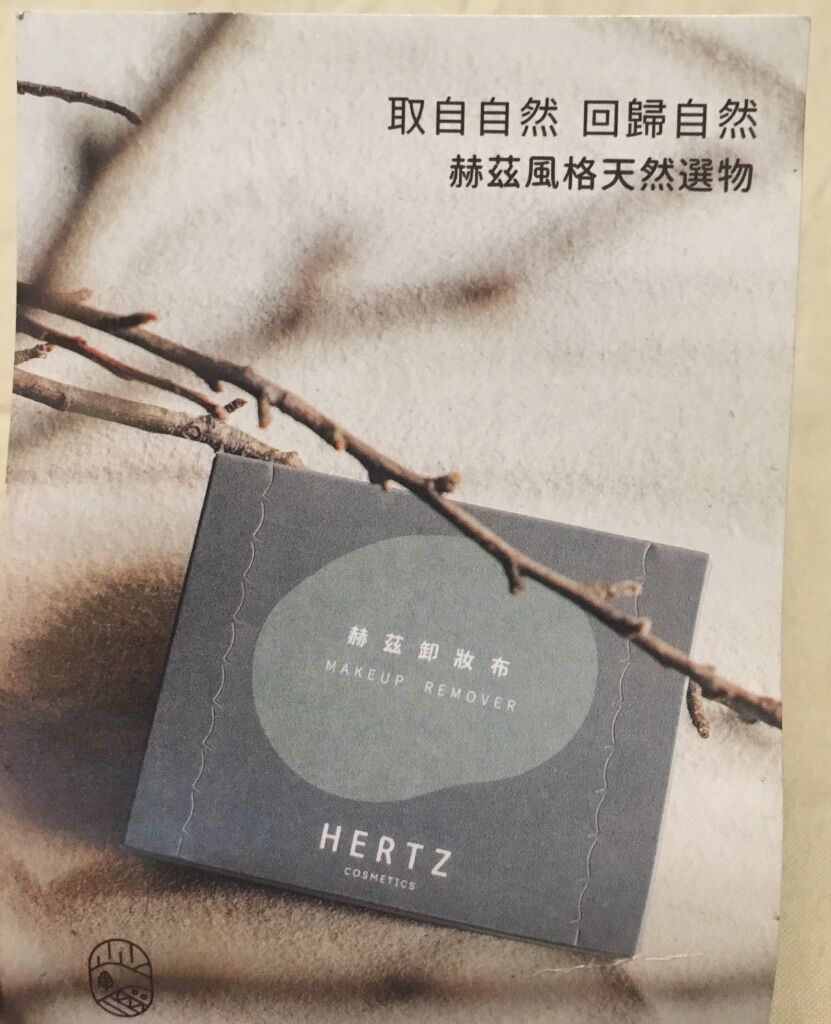 取自自然 回歸自然
赫茲風格天然選物
赫茲卸妝布
MAKEUP REMOVER
HERTZ
COSMETICS